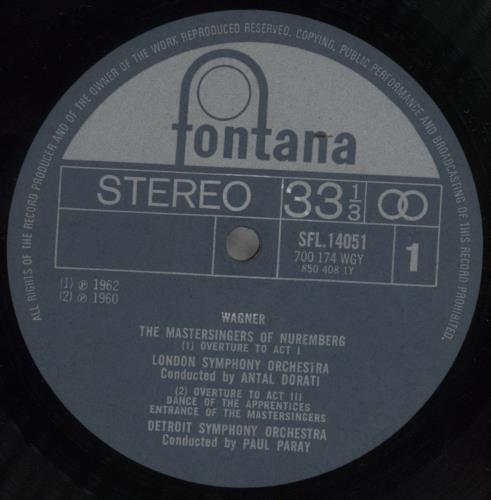 ALL RIGHTS OF THE RECORD PRODUCER AND OF THE OWNER OF THE WORK REPRODUCED RESERVED. COPYING, PUBLIC PERFORMANCE AND BROADCASTING OF THIS RECORD PROHIBITED.
fontana
STEREO 33 1/3
SFL.14051
700 174 WGY
850 408 1Y
1
(1) ℗ 1962
(2) ℗ 1960
WAGNER
THE MASTERSINGERS OF NUREMBERG
(1) OVERTURE TO ACT I
LONDON SYMPHONY ORCHESTRA
Conducted by ANTAL DORATI
(2) OVERTURE TO ACT III
DANCE OF THE APPRENTICES
ENTRANCE OF THE MASTERSINGERS
DETROIT SYMPHONY ORCHESTRA
Conducted by PAUL PARAY